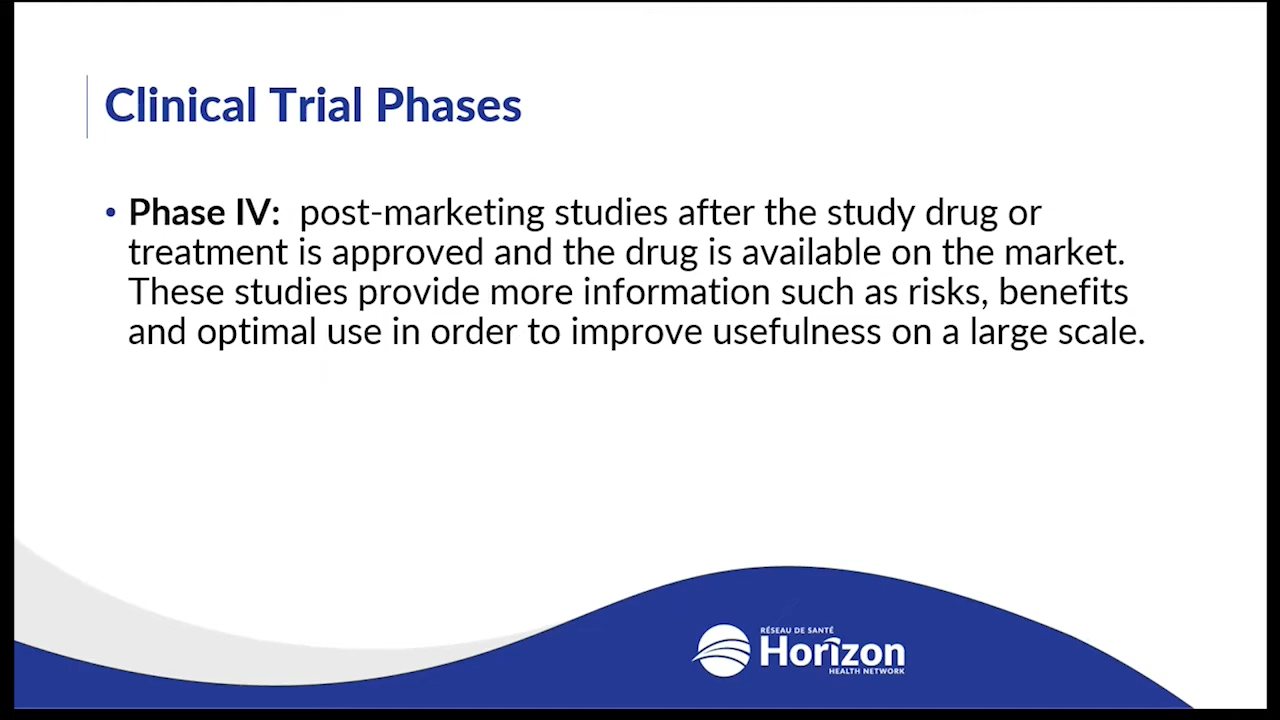 Clinical Trial Phases
• Phase IV:  post-marketing studies after the study drug or
treatment is approved and the drug is available on the market.
These studies provide more information such as risks, benefits
and optimal use in order to improve usefulness on a large scale.
RÉSEAU DE SANTÉ
Horizon
HEALTH NETWORK